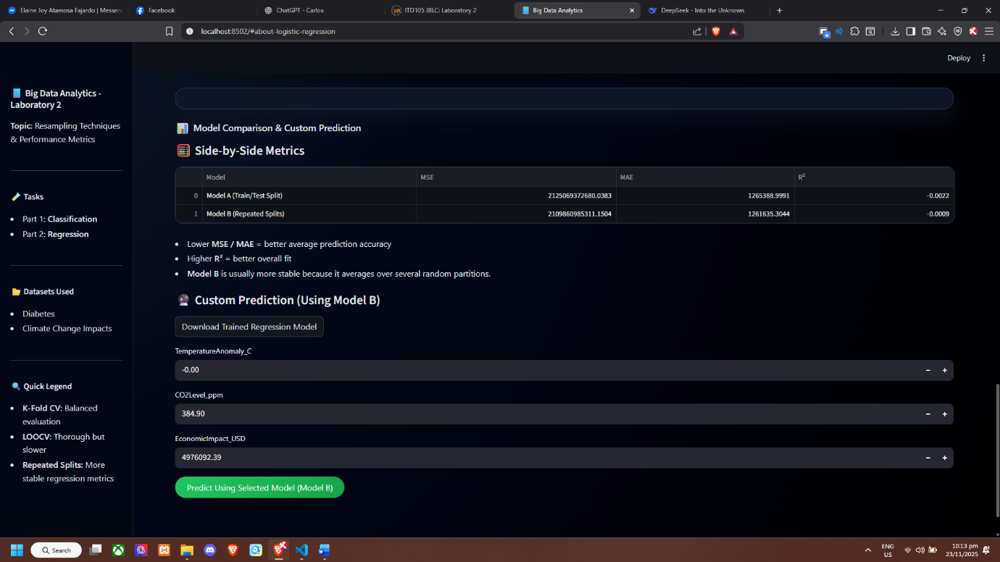 Elaine Joy Atamosa Fajardo | Messen
Facebook
ChatGPT - Carlos
ITD105 JBLC: Laboratory 2
Big Data Analytics
DeepSeek - Into the Unknown
localhost:8502/#about-logistic-regression
Deploy
Big Data Analytics -
Laboratory 2
Topic: Resampling Techniques
& Performance Metrics
Tasks
Part 1: Classification
Part 2: Regression
Datasets Used
Diabetes
Climate Change Impacts
Quick Legend
K-Fold CV: Balanced
evaluation
LOOCV: Thorough but
slower
Repeated Splits: More
stable regression metrics
Model Comparison & Custom Prediction
Side-by-Side Metrics
Model MSE MAE R²
0 Model A (Train/Test Split) 2125069372680.0383 1265388.9991 -0.0022
1 Model B (Repeated Splits) 2109860985311.1504 1261635.3044 -0.0009
Lower MSE / MAE = better average prediction accuracy
Higher R² = better overall fit
Model B is usually more stable because it averages over several random partitions.
Custom Prediction (Using Model B)
Download Trained Regression Model
TemperatureAnomaly_C
-0.00
CO2Level_ppm
384.90
EconomicImpact_USD
4976092.39
Predict Using Selected Model (Model B)
Search
ENG
US
10:13 pm
23/11/2025